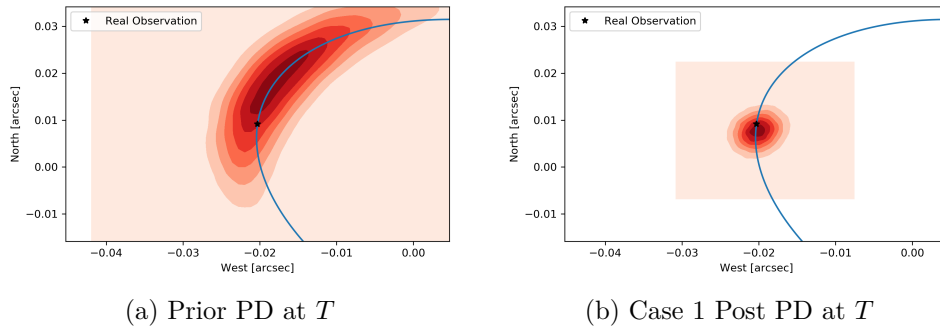 ★ Real Observation
0.03
0.02
0.01
0.00
−0.01
North [arcsec]
−0.04 −0.03 −0.02 −0.01 0.00
West [arcsec]
(a) Prior PD at T
★ Real Observation
0.03
0.02
0.01
0.00
−0.01
North [arcsec]
−0.04 −0.03 −0.02 −0.01 0.00
West [arcsec]
(b) Case 1 Post PD at T